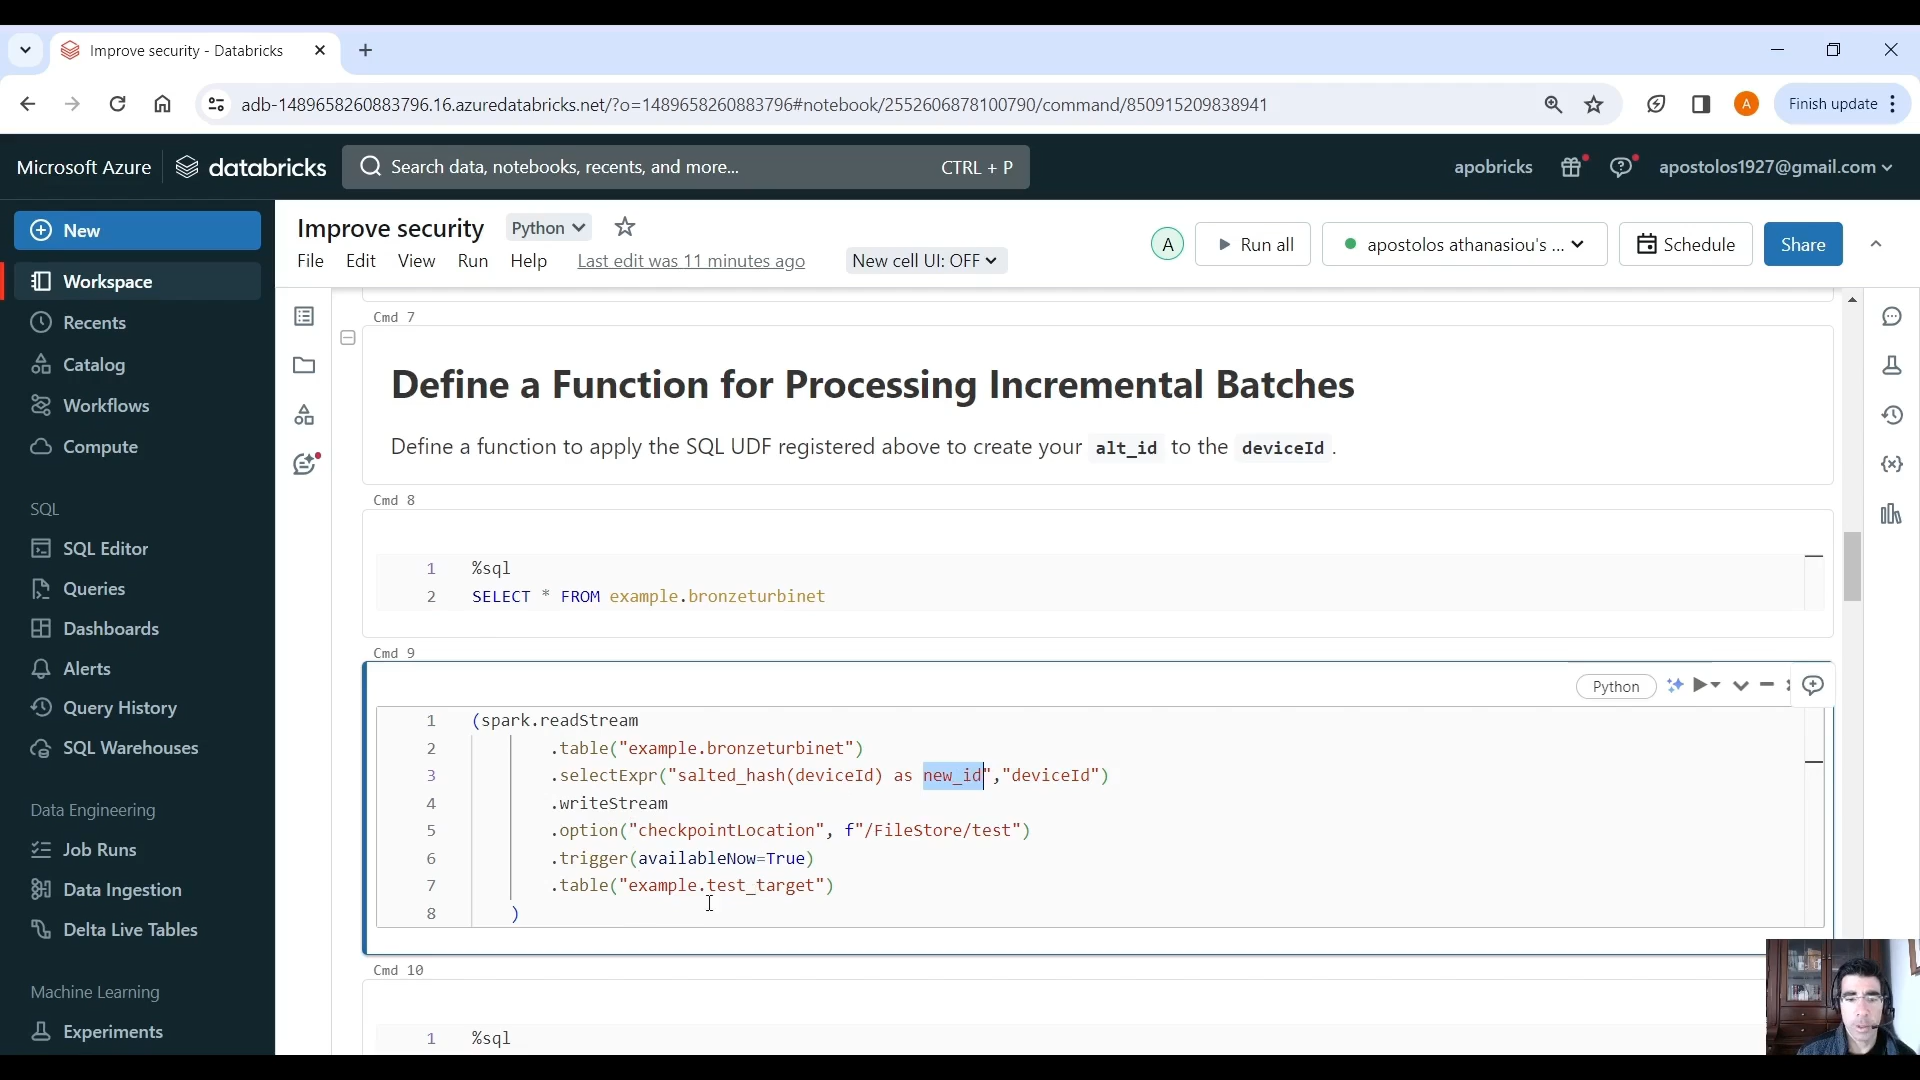 Improve security - Databricks
adb-1489658260883796.16.azuredatabricks.net/?o=1489658260883796#notebook/2552606878100790/command/850915209838941
A
Finish update
Microsoft Azure
databricks
Search data, notebooks, recents, and more...
CTRL + P
apobricks
apostolos1927@gmail.com
New
Workspace
Recents
Catalog
Workflows
Compute
SQL
SQL Editor
Queries
Dashboards
Alerts
Query History
SQL Warehouses
Data Engineering
Job Runs
Data Ingestion
Delta Live Tables
Machine Learning
Experiments
Improve security
Python
File Edit View Run Help Last edit was 11 minutes ago
New cell UI: OFF
A
Run all
apostolos athanasiou's ...
Schedule
Share
Cmd 7
Define a Function for Processing Incremental Batches
Define a function to apply the SQL UDF registered above to create your alt_id to the deviceId .
Cmd 8
1 %sql
2 SELECT * FROM example.bronzeturbinet
Cmd 9
Python
1 (spark.readStream
2 .table("example.bronzeturbinet")
3 .selectExpr("salted_hash(deviceId) as new_id","deviceId")
4 .writeStream
5 .option("checkpointLocation", f"/FileStore/test")
6 .trigger(availableNow=True)
7 .table("example.test_target")
8 )
Cmd 10
1 %sql